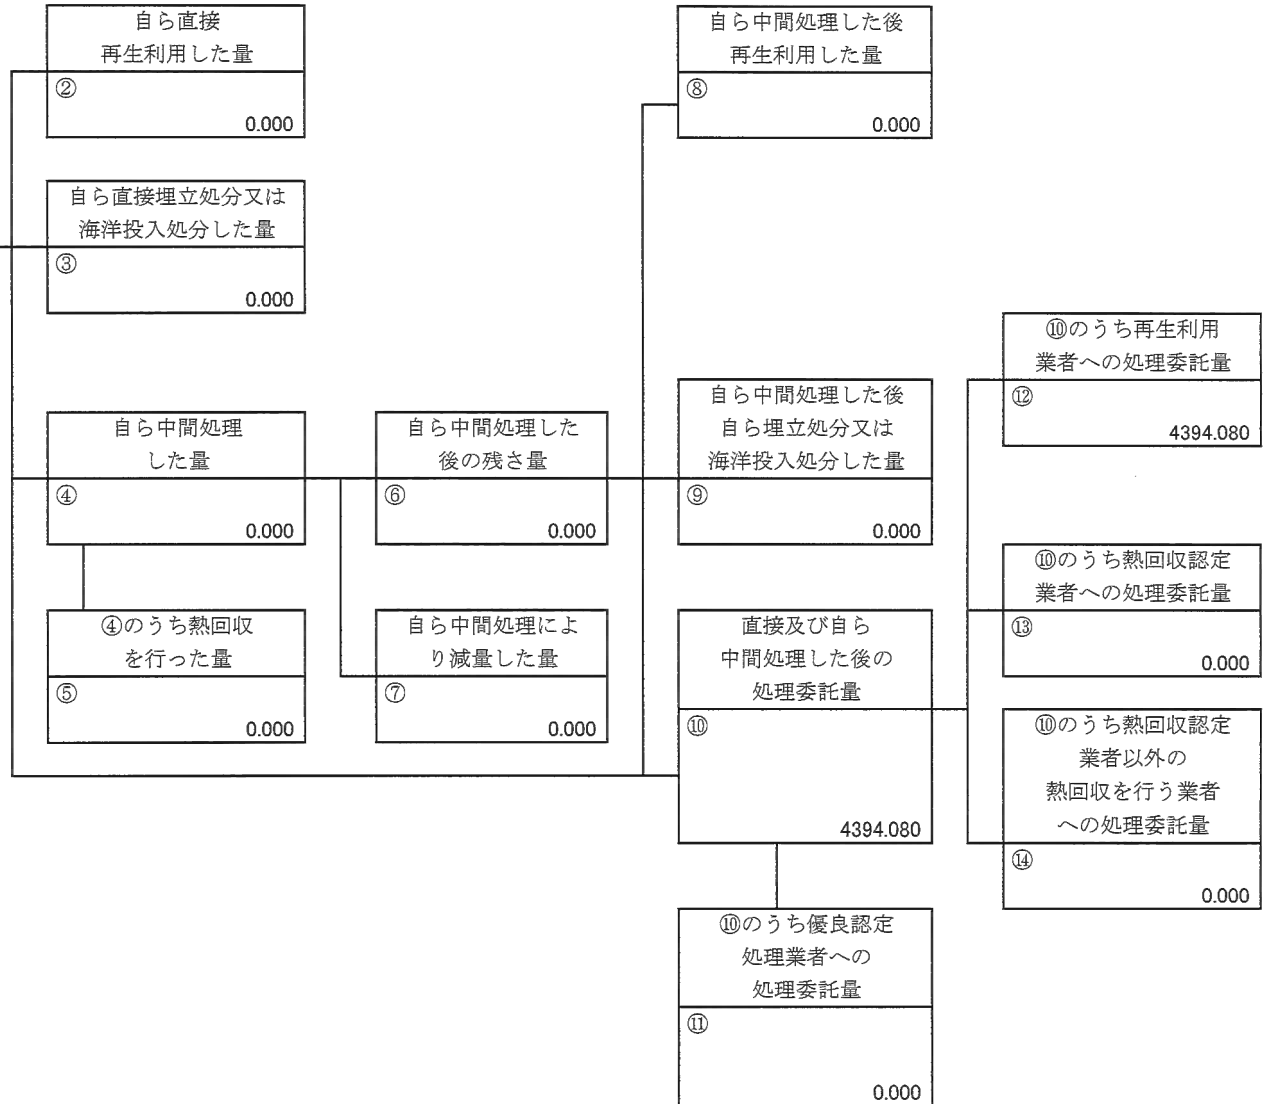 自ら直接
再生利用した量
②
0.000
自ら中間処理した後
再生利用した量
⑧
0.000
自ら直接埋立処分又は
海洋投入処分した量
③
0.000
⑩のうち再生利用
業者への処理委託量
⑫
4394.080
自ら中間処理
した量
④
0.000
自ら中間処理した
後の残さ量
⑥
0.000
自ら中間処理した後
自ら埋立処分又は
海洋投入処分した量
⑨
0.000
⑩のうち熱回収認定
業者への処理委託量
⑬
0.000
④のうち熱回収
を行った量
⑤
0.000
自ら中間処理によ
り減量した量
⑦
0.000
直接及び自ら
中間処理した後の
処理委託量
⑩
4394.080
⑩のうち熱回収認定
業者以外の
熱回収を行う業者
への処理委託量
⑭
0.000
⑩のうち優良認定
処理業者への
処理委託量
⑪
0.000